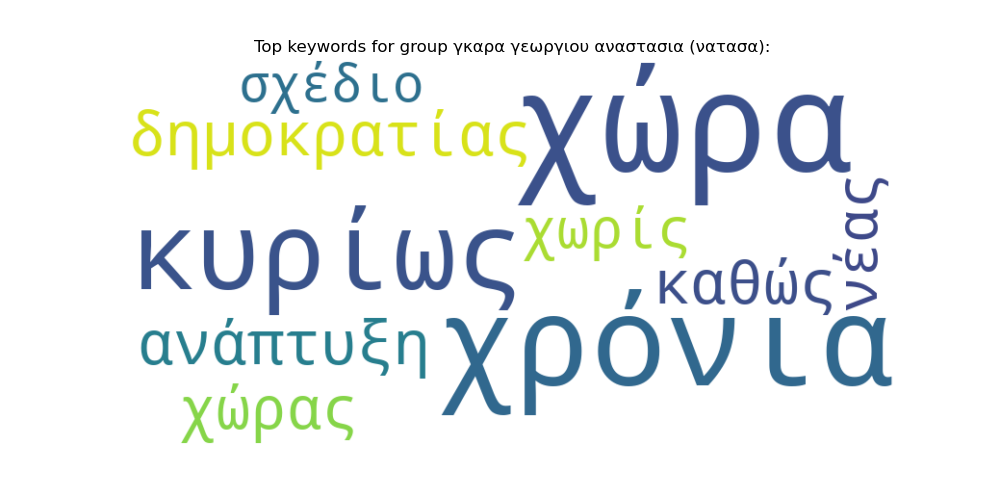 Top keywords for group γκαρα γεωργιου αναστασια (νατασα):
σχέδιο
χώρα
δημοκρατίας
νέας
κυρίως
χωρίς
καθώς
ανάπτυξη
χρόνια
χώρας